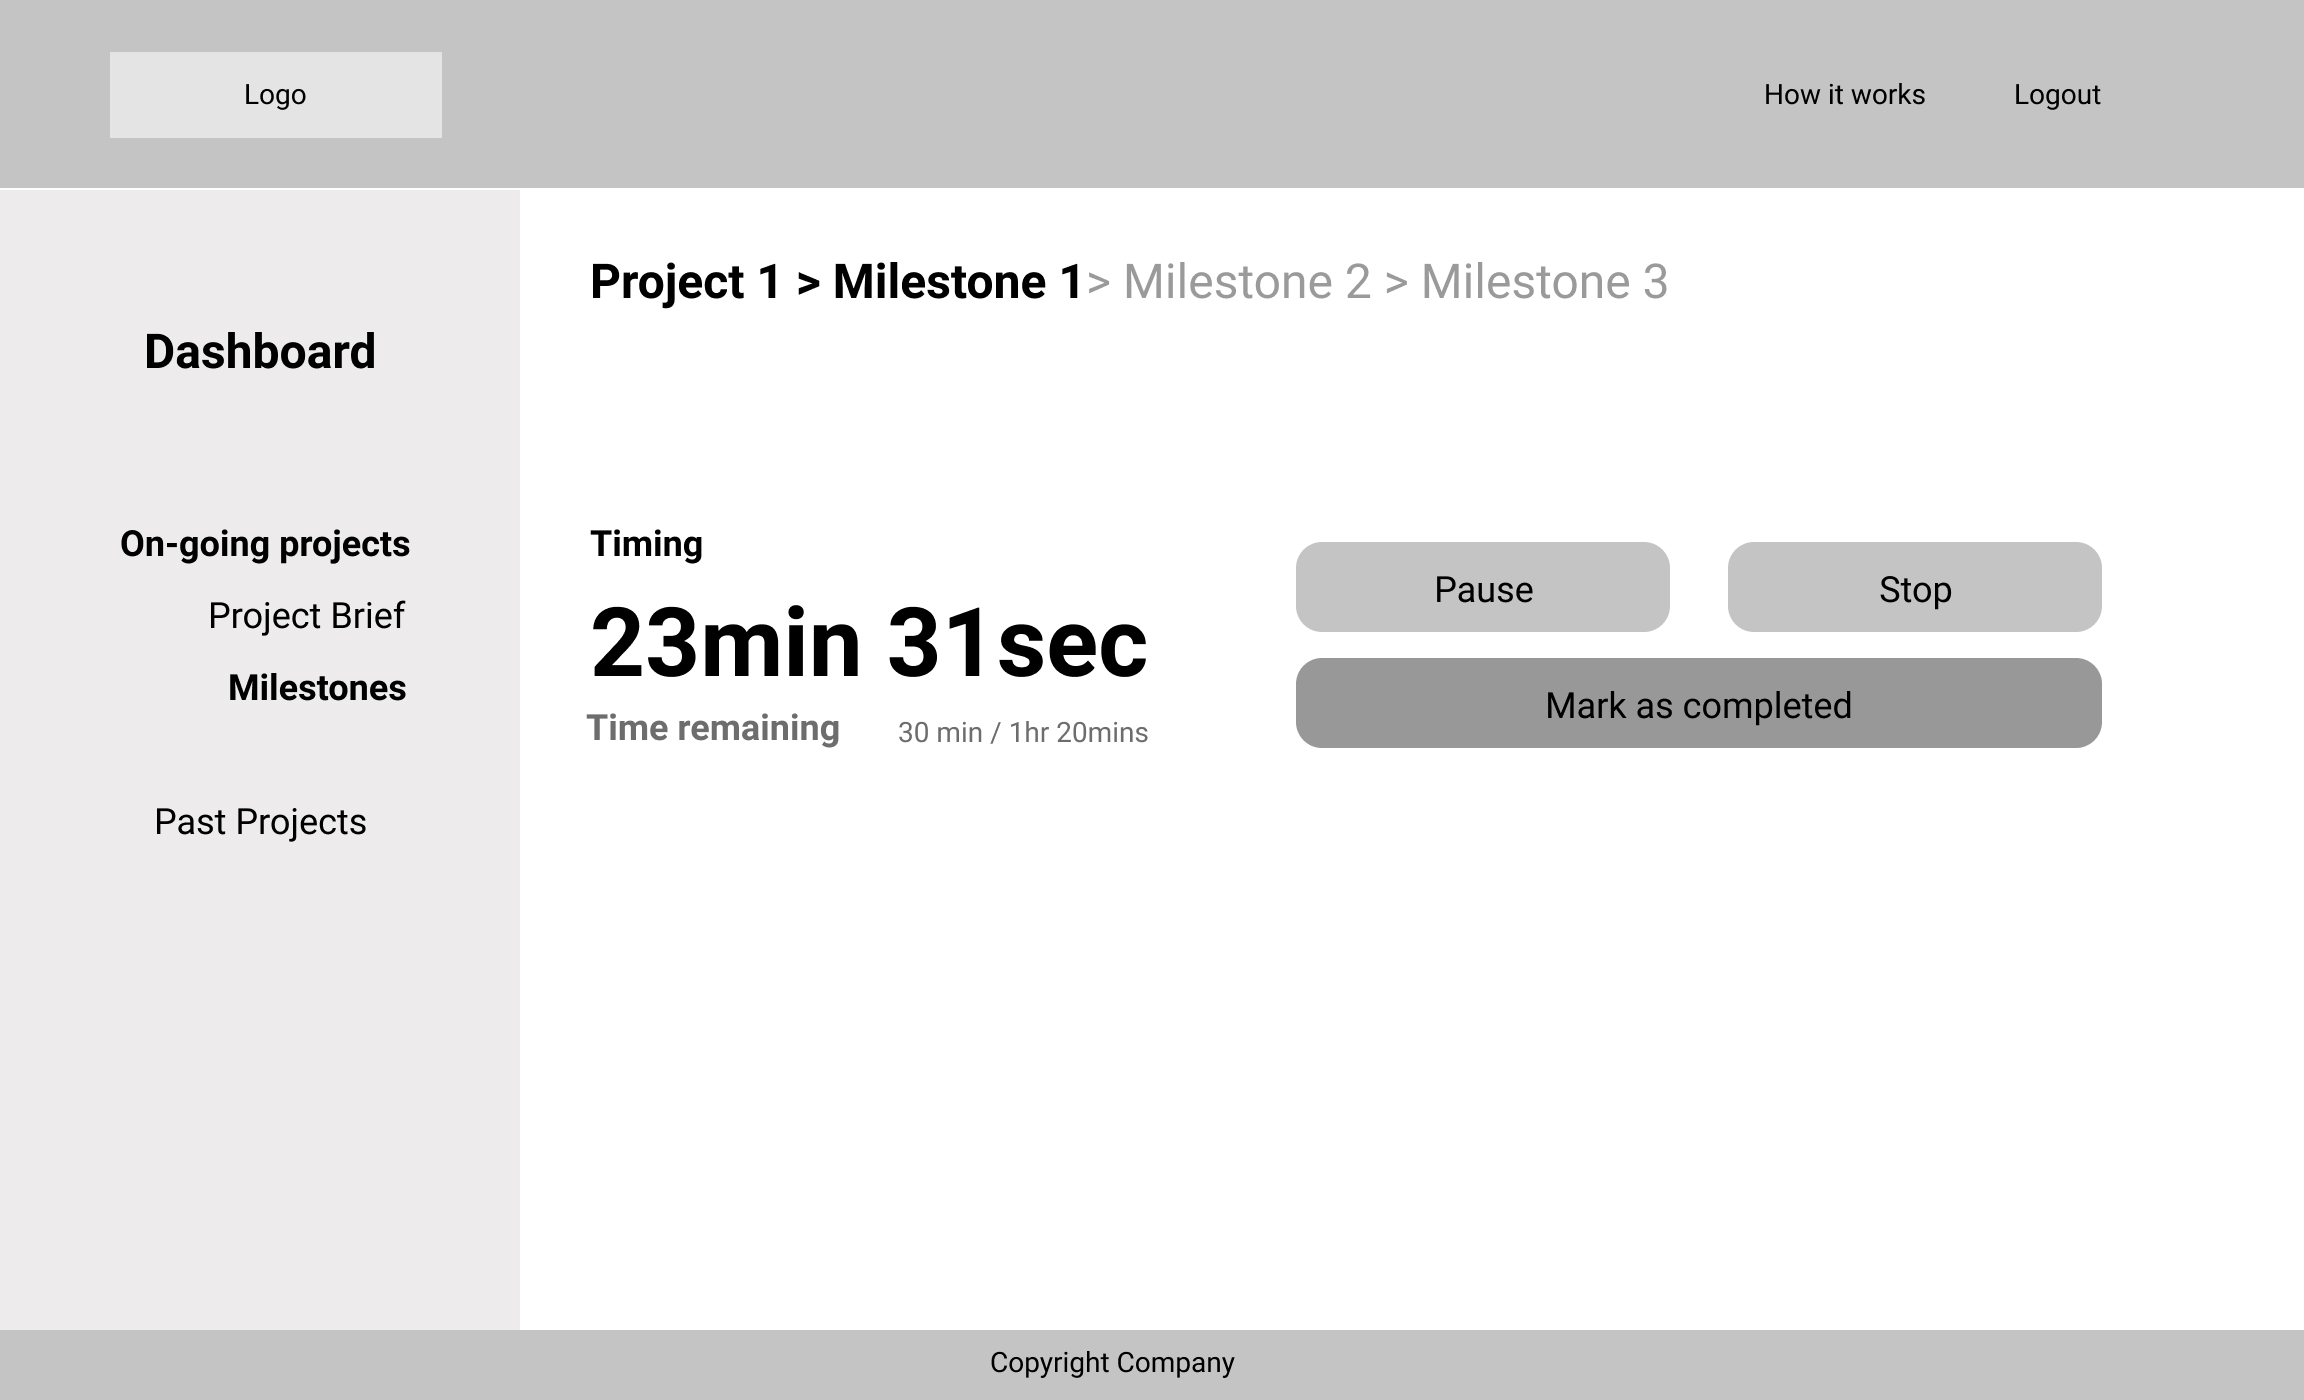 Logo
How it works
Logout
Dashboard
On-going projects
Project Brief
Milestones
Past Projects
Project 1 > Milestone 1> Milestone 2 > Milestone 3
Timing
23min 31sec
Time remaining 30 min / 1hr 20mins
Pause
Stop
Mark as completed
Copyright Company